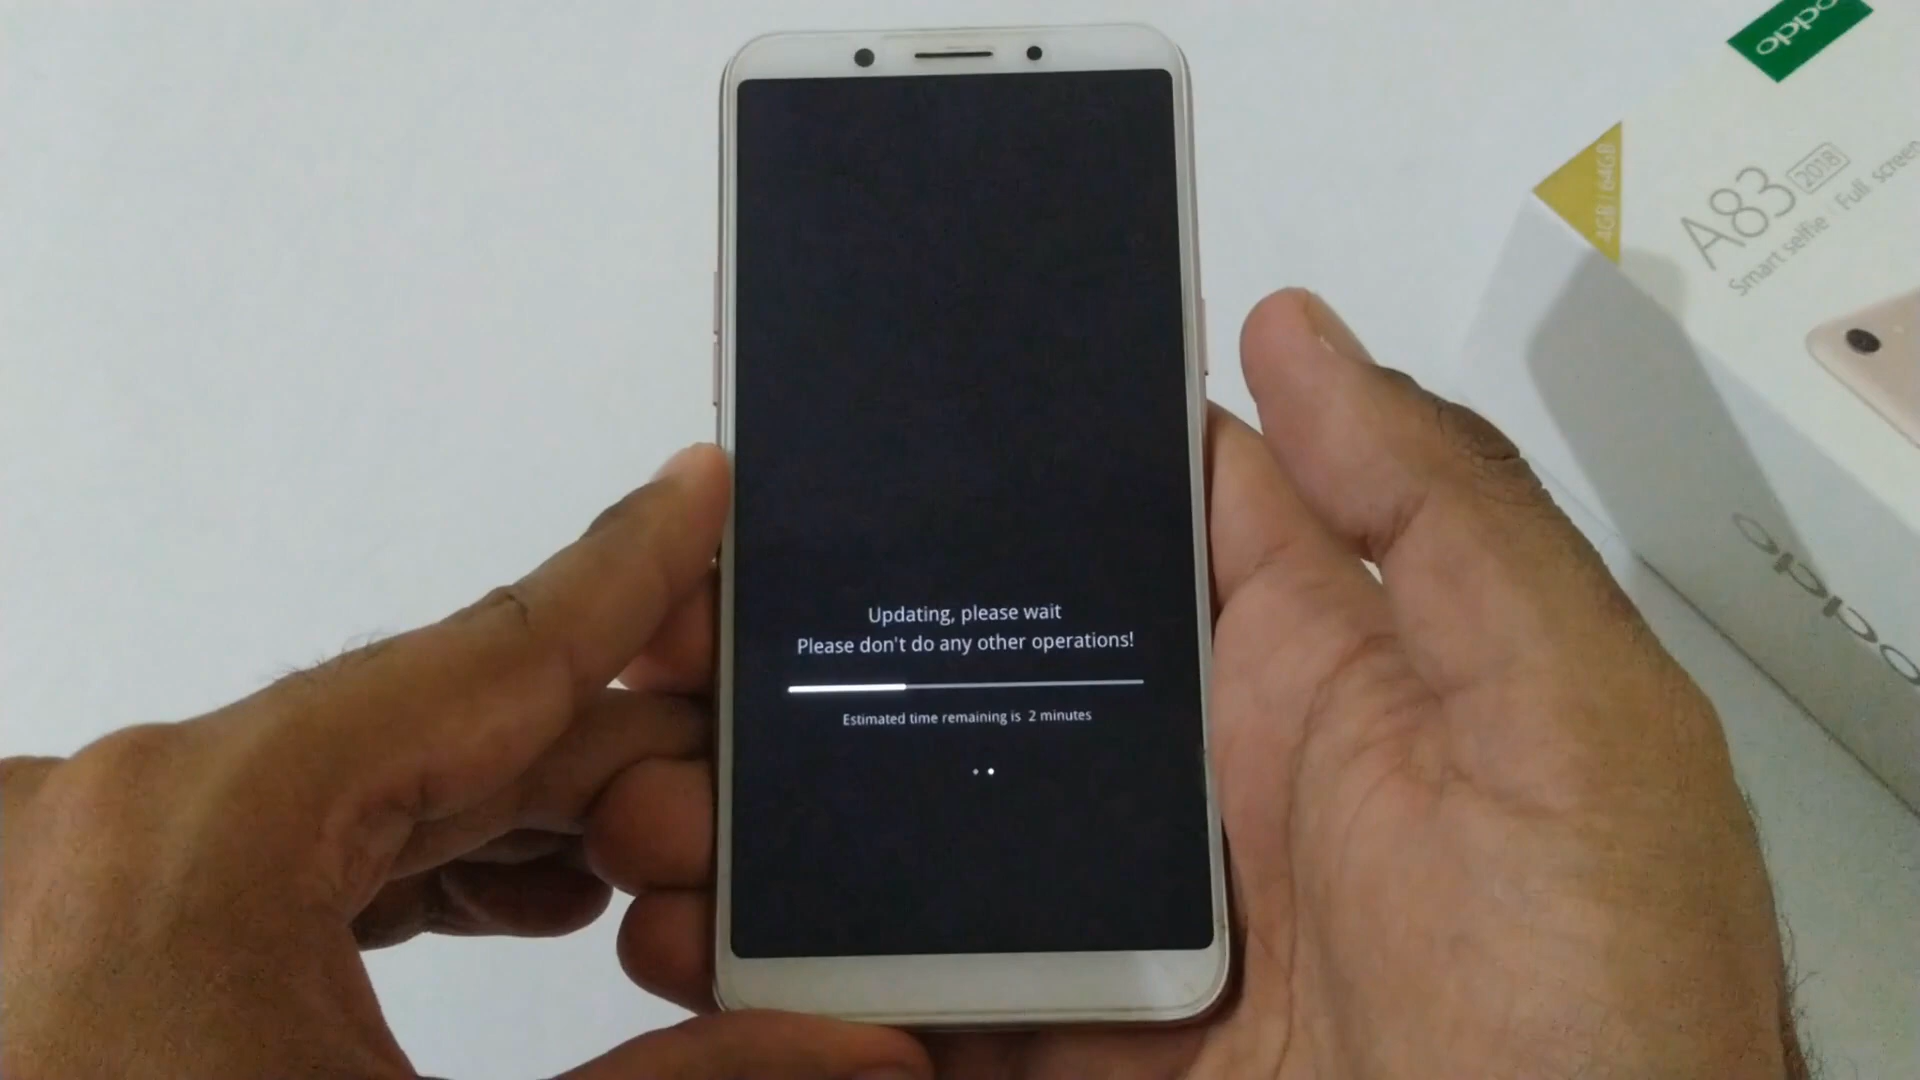 Updating, please wait
Please don't do any other operations!
Estimated time remaining is 2 minutes
oppo
4GB / 64GB
A83 2018
Smart selfie Full screen
oppo